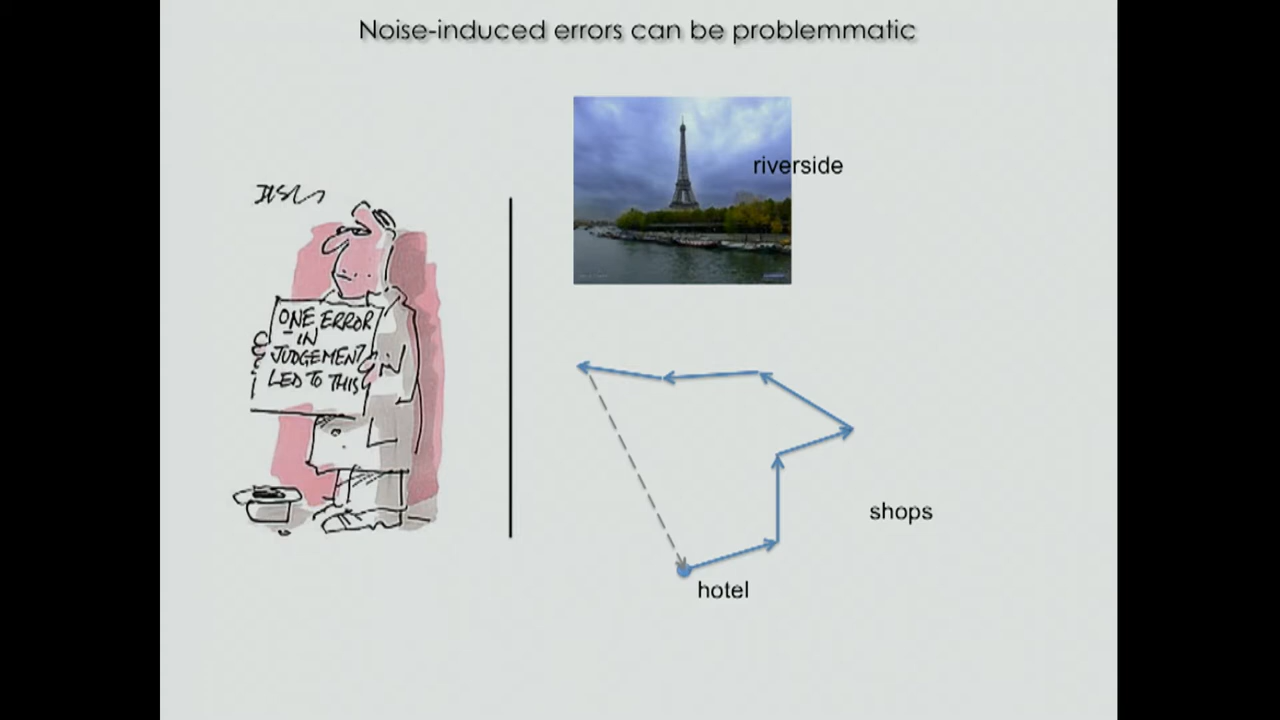 Noise-induced errors can be problemmatic
riverside
ONE ERROR
IN
JUDGEMENT
LED TO THIS
shops
hotel